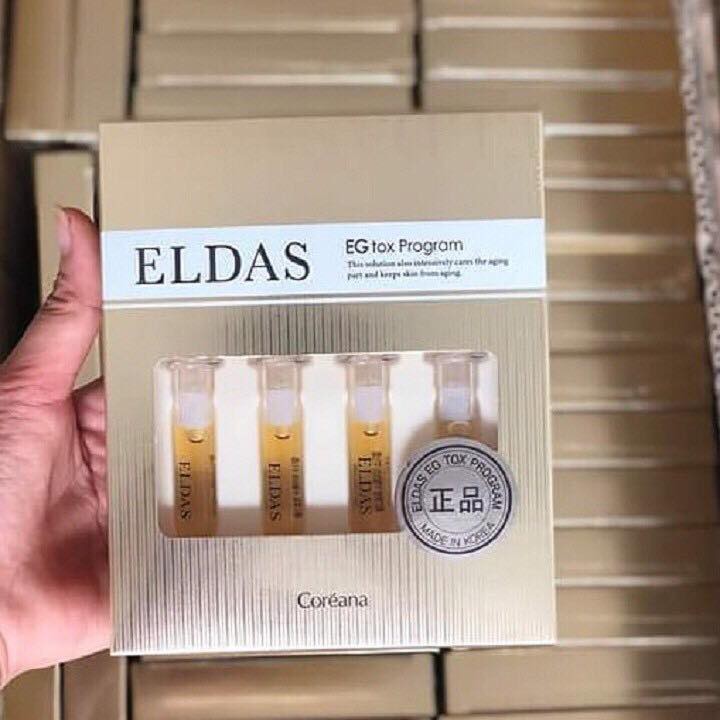 ELDAS
EG tox Program
This solution also intensively cares the aging
part and keeps skin from aging.
ELDAS
ELDAS
ELDAS
ELDAS EG TOX PROGRAM
正品
MADE IN KOREA
Coréana